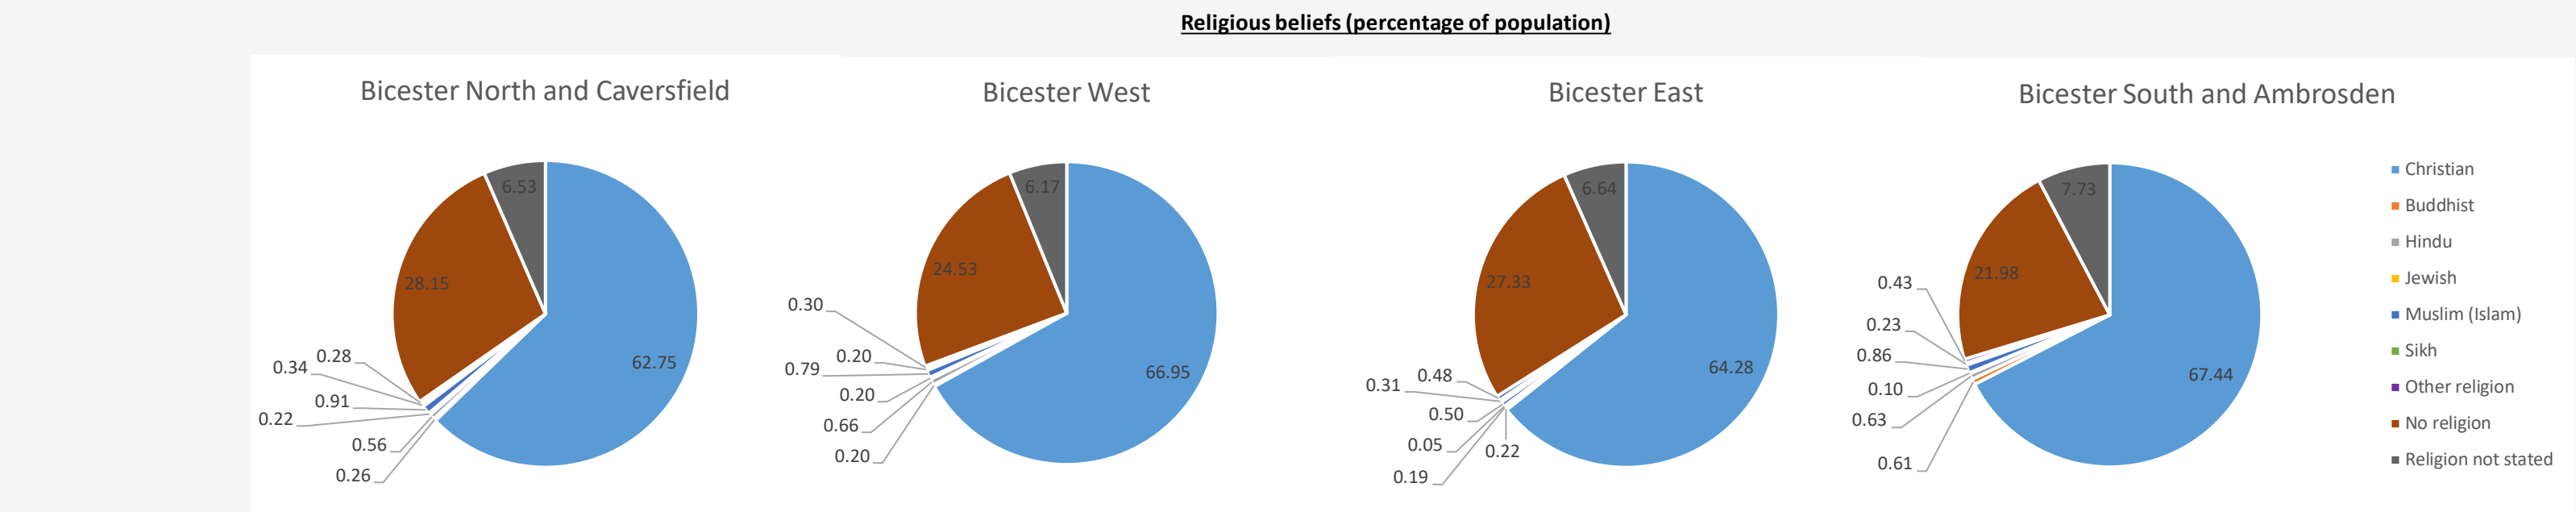 Religious beliefs (percentage of population)
Bicester North and Caversfield
6.53
28.15
62.75
0.28
0.34
0.91
0.22
0.56
0.26
Bicester West
6.17
24.53
66.95
0.30
0.20
0.79
0.20
0.66
0.20
Bicester East
6.64
27.33
64.28
0.48
0.31
0.50
0.05
0.22
0.19
Bicester South and Ambrosden
7.73
21.98
67.44
0.43
0.23
0.86
0.10
0.63
0.61
Christian
Buddhist
Hindu
Jewish
Muslim (Islam)
Sikh
Other religion
No religion
Religion not stated